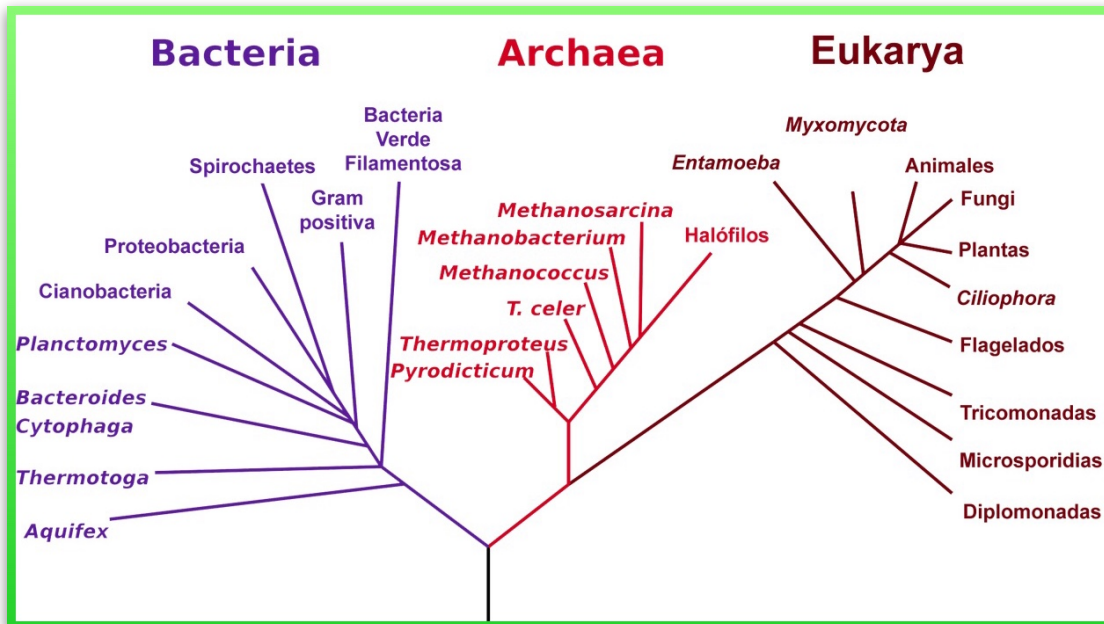 Bacteria
Archaea
Eukarya
Bacteria
Verde
Filamentosa
Spirochaetes
Gram
positiva
Proteobacteria
Cianobacteria
Planctomyces
Bacteroides
Cytophaga
Thermotoga
Aquifex
Methanosarcina
Methanobacterium
Halófilos
Methanococcus
T. celer
Thermoproteus
Pyrodicticum
Myxomycota
Entamoeba
Animales
Fungi
Plantas
Ciliophora
Flagelados
Tricomonadas
Microsporidias
Diplomonadas